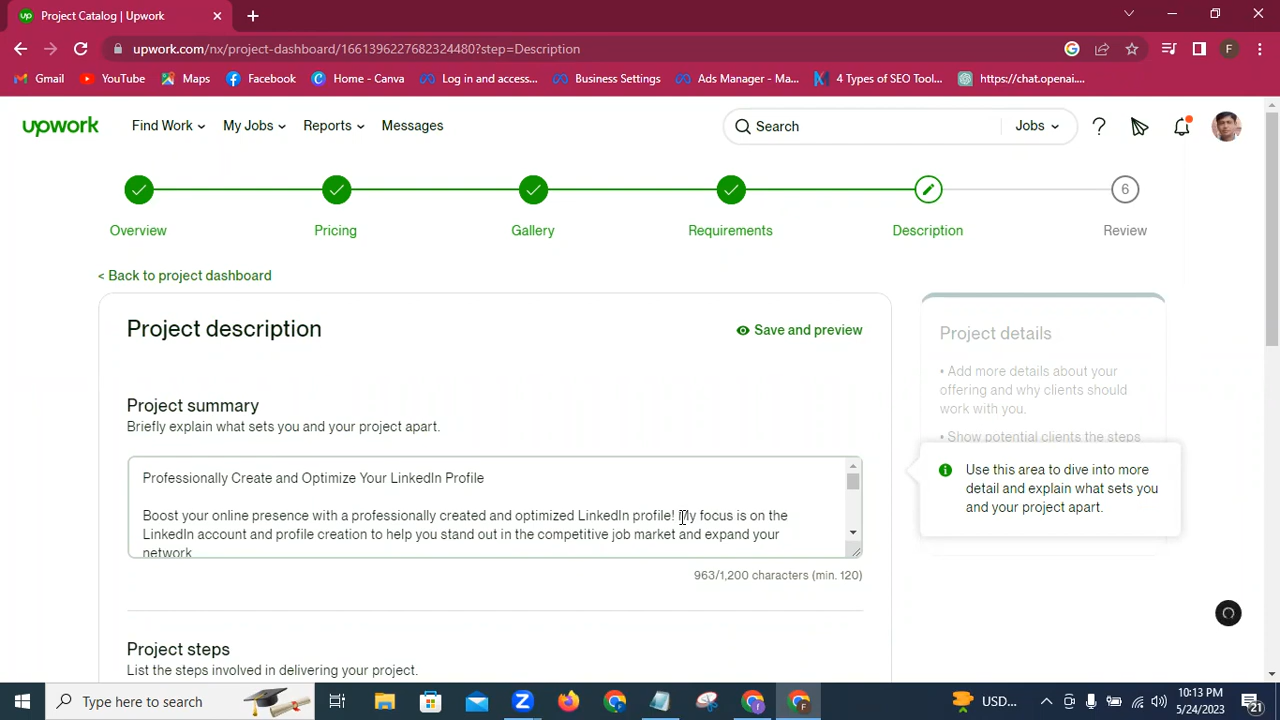 Project Catalog | Upwork
upwork.com/nx/project-dashboard/1661396227682324480?step=Description
F
Gmail
YouTube
Maps
Facebook
Home - Canva
Log in and access...
Business Settings
Ads Manager - Ma...
4 Types of SEO Tool...
https://chat.openai....
upwork
Find Work
My Jobs
Reports
Messages
Search
Jobs
?
6
Overview
Pricing
Gallery
Requirements
Description
Review
< Back to project dashboard
Project description
Save and preview
Project summary
Briefly explain what sets you and your project apart.
Professionally Create and Optimize Your LinkedIn Profile
Boost your online presence with a professionally created and optimized LinkedIn profile! My focus is on the
LinkedIn account and profile creation to help you stand out in the competitive job market and expand your
network
963/1,200 characters (min. 120)
Project steps
List the steps involved in delivering your project.
Project details
• Add more details about your
offering and why clients should
work with you.
• Show potential clients the steps
Use this area to dive into more
detail and explain what sets you
and your project apart.
Type here to search
USD...
10:13 PM
5/24/2023
21